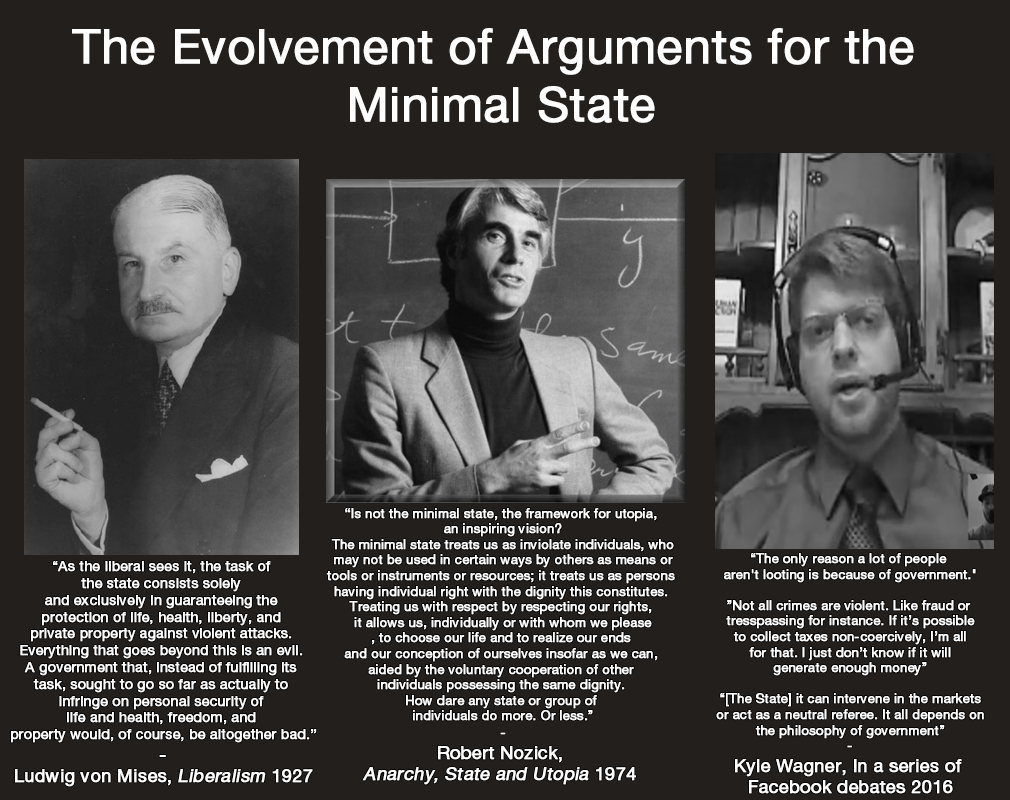 The Evolvement of Arguments for the
Minimal State
“As the liberal sees it, the task of
the state consists solely
and exclusively in guaranteeing the
protection of life, health, liberty, and
private property against violent attacks.
Everything that goes beyond this is an evil.
A government that, instead of fulfilling its
task, sought to go so far as actually to
infringe on personal security of
life and health, freedom, and
property would, of course, be altogether bad.”
-
Ludwig von Mises, Liberalism 1927
“Is not the minimal state, the framework for utopia,
an inspiring vision?
The minimal state treats us as inviolate individuals, who
may not be used in certain ways by others as means or
tools or instruments or resources; it treats us as persons
having individual right with the dignity this constitutes.
Treating us with respect by respecting our rights,
it allows us, individually or with whom we please
, to choose our life and to realize our ends
and our conception of ourselves insofar as we can,
aided by the voluntary cooperation of other
individuals possessing the same dignity.
How dare any state or group of
individuals do more. Or less.”
-
Robert Nozick,
Anarchy, State and Utopia 1974
“The only reason a lot of people
aren't looting is because of government.'
”Not all crimes are violent. Like fraud or
tresspassing for instance. If it’s possible
to collect taxes non-coercively, I’m all
for that. I just don’t know if it will
generate enough money”
“[The State] it can intervene in the markets
or act as a neutral referee. It all depends on
the philosophy of government”
-
Kyle Wagner, In a series of
Facebook debates 2016
y
same